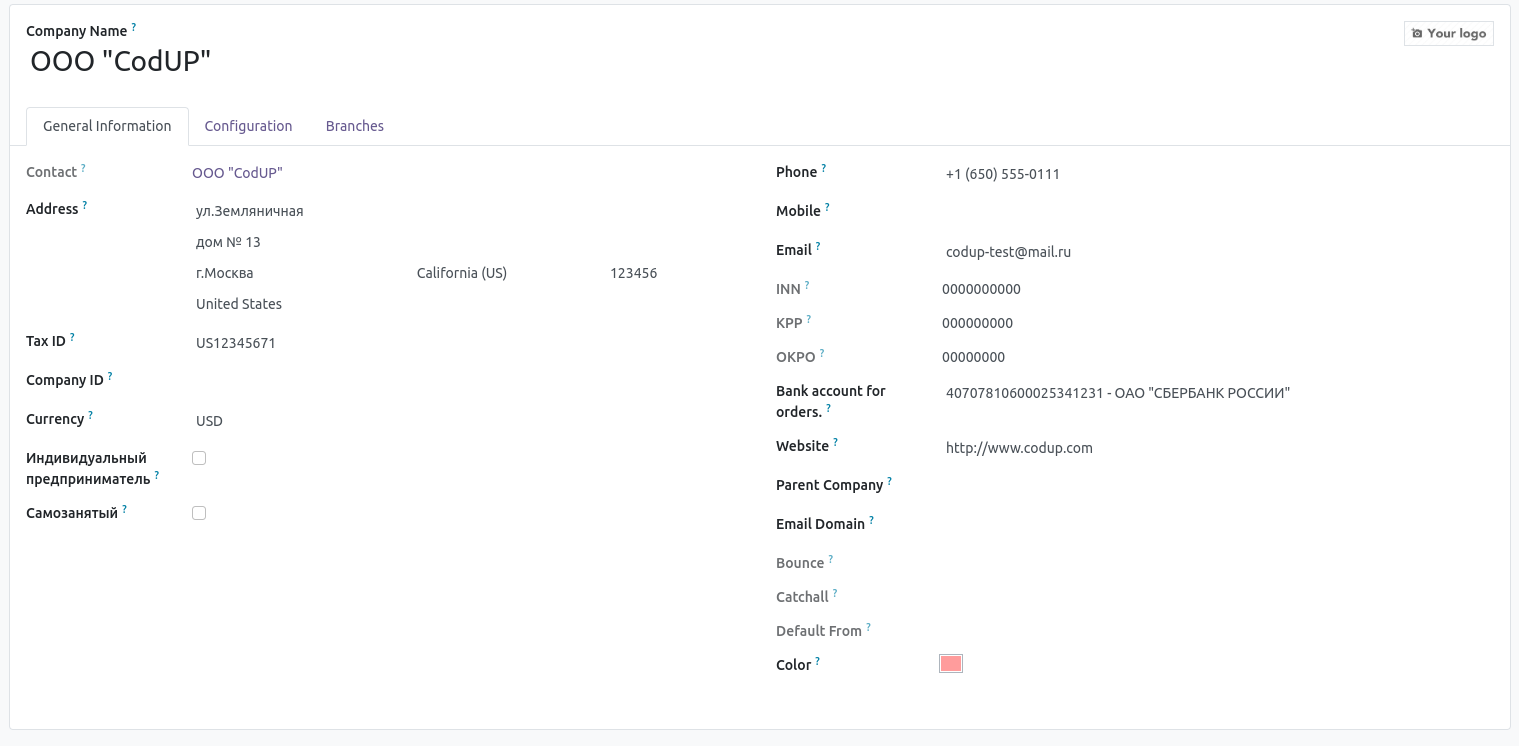 Company Name ?
ООО "CodUP"
Your logo
General Information Configuration Branches
Contact ? ООО "CodUP"
Address ? ул.Земляничная
дом № 13
г.Москва California (US) 123456
United States
Tax ID ? US12345671
Company ID ?
Currency ? USD
Индивидуальный
предприниматель ?
Самозанятый ?
Phone ? +1 (650) 555-0111
Mobile ?
Email ? codup-test@mail.ru
INN ? 0000000000
KPP ? 000000000
OKPO ? 00000000
Bank account for
orders. ? 40707810600025341231 - ОАО "СБЕРБАНК РОССИИ"
Website ? http://www.codup.com
Parent Company ?
Email Domain ?
Bounce ?
Catchall ?
Default From ?
Color ?